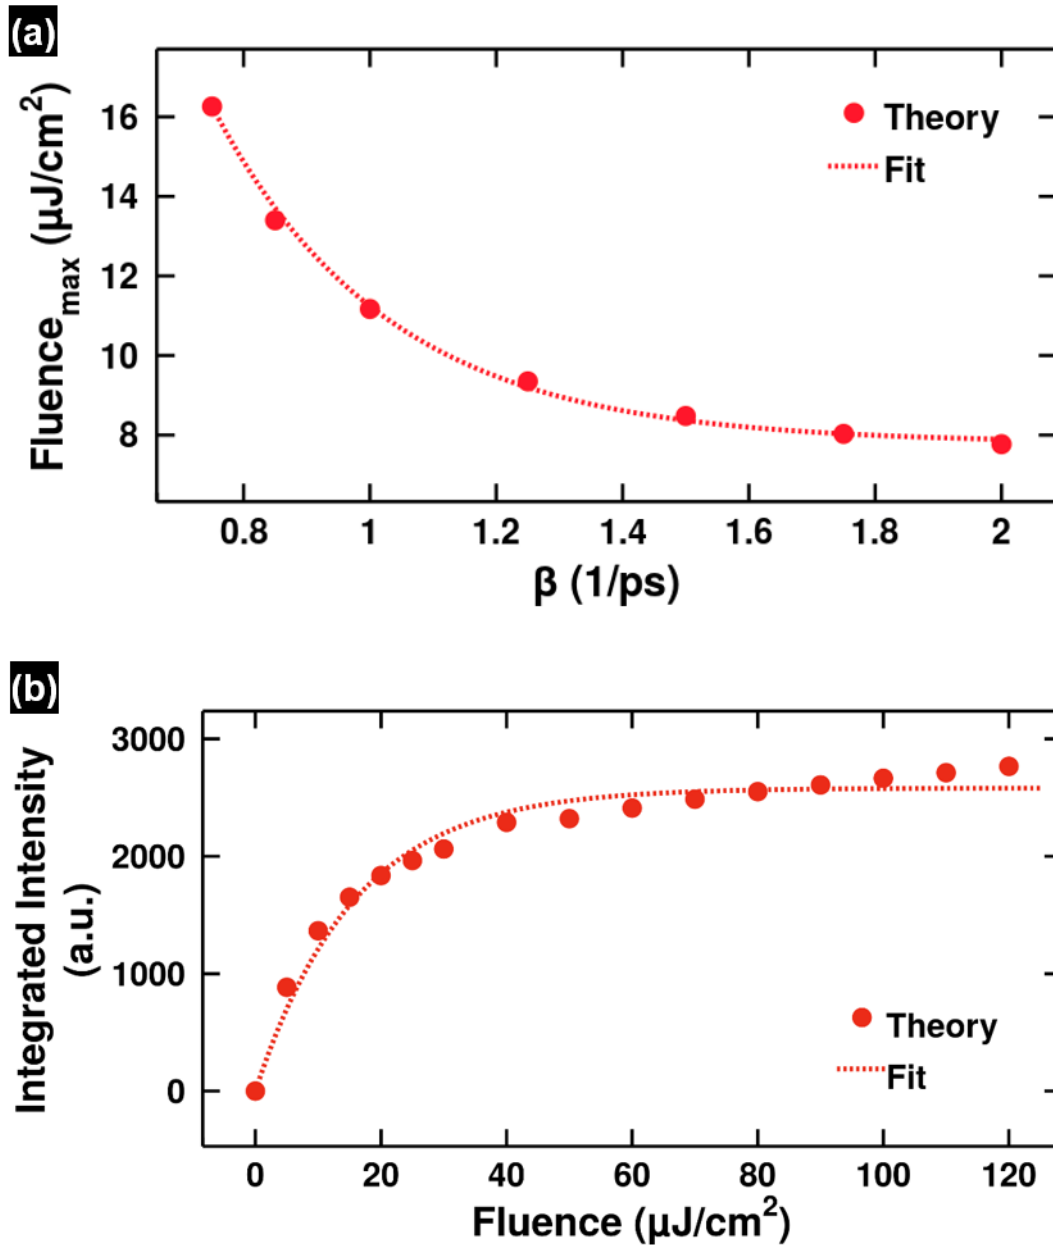 (a)
Fluence_max (μJ/cm²)
16
14
12
10
8
Theory
Fit
0.8 1 1.2 1.4 1.6 1.8 2
β (1/ps)
(b)
Integrated Intensity
(a.u.)
3000
2000
1000
0
Theory
Fit
0 20 40 60 80 100 120
Fluence (μJ/cm²)